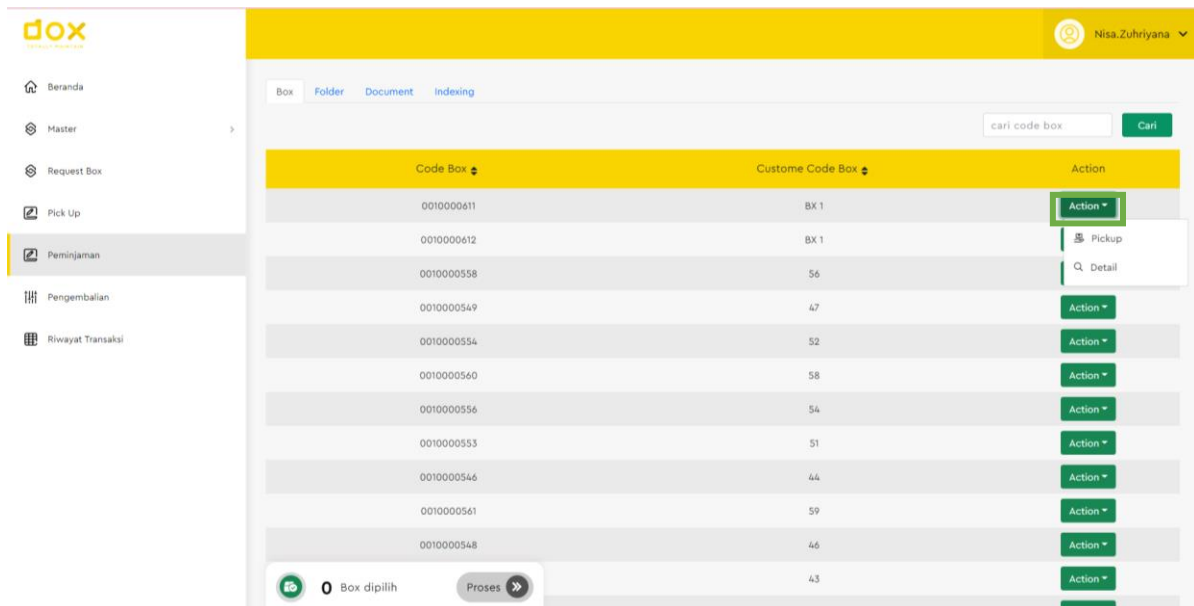 dox
Nisa.Zuhriyana
Beranda
Master
Request Box
Pick Up
Peminjaman
Pengembalian
Riwayat Transaksi
Box Folder Document Indexing
cari code box Cari
Code Box Custome Code Box Action
0010000611 BX 1 Action
Pickup
0010000612 BX 1
Detail
0010000558 56
0010000549 47 Action
0010000554 52 Action
0010000560 58 Action
0010000556 54 Action
0010000553 51 Action
0010000546 44 Action
0010000561 59 Action
0010000548 46 Action
43 Action
0 Box dipilih Proses